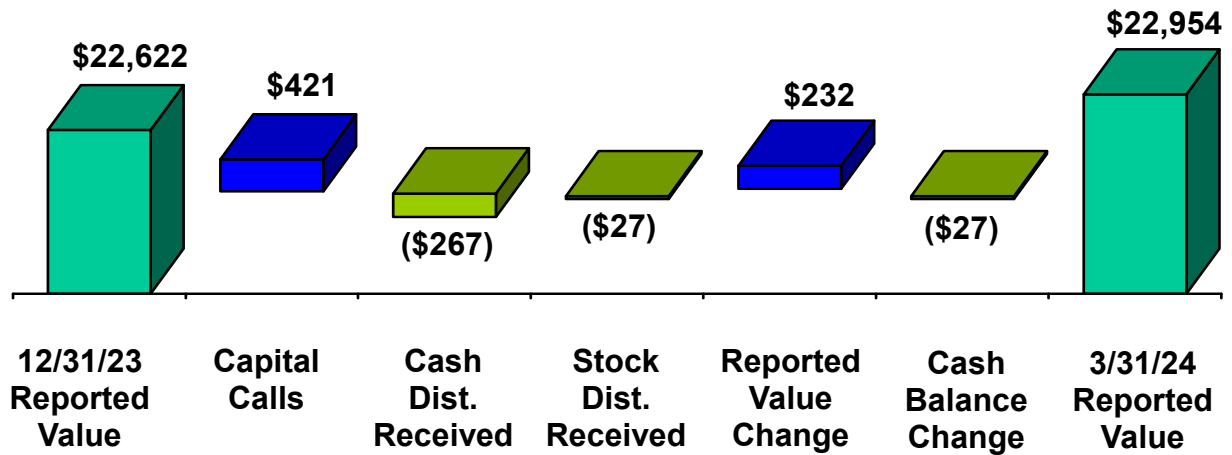 $22,622
$421
($267)
($27)
$232
($27)
$22,954
12/31/23
Reported
Value
Capital
Calls
Cash
Dist.
Received
Stock
Dist.
Received
Reported
Value
Change
Cash
Balance
Change
3/31/24
Reported
Value